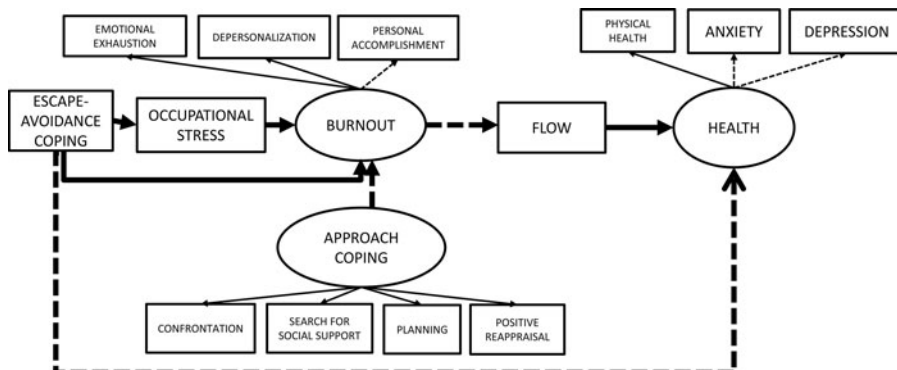 EMOTIONAL
EXHAUSTION
DEPERSONALIZATION
PERSONAL
ACCOMPLISHMENT
PHYSICAL
HEALTH
ANXIETY
DEPRESSION
ESCAPE-
AVOIDANCE
COPING
OCCUPATIONAL
STRESS
BURNOUT
FLOW
HEALTH
APPROACH
COPING
CONFRONTATION
SEARCH FOR
SOCIAL SUPPORT
PLANNING
POSITIVE
REAPPRAISAL